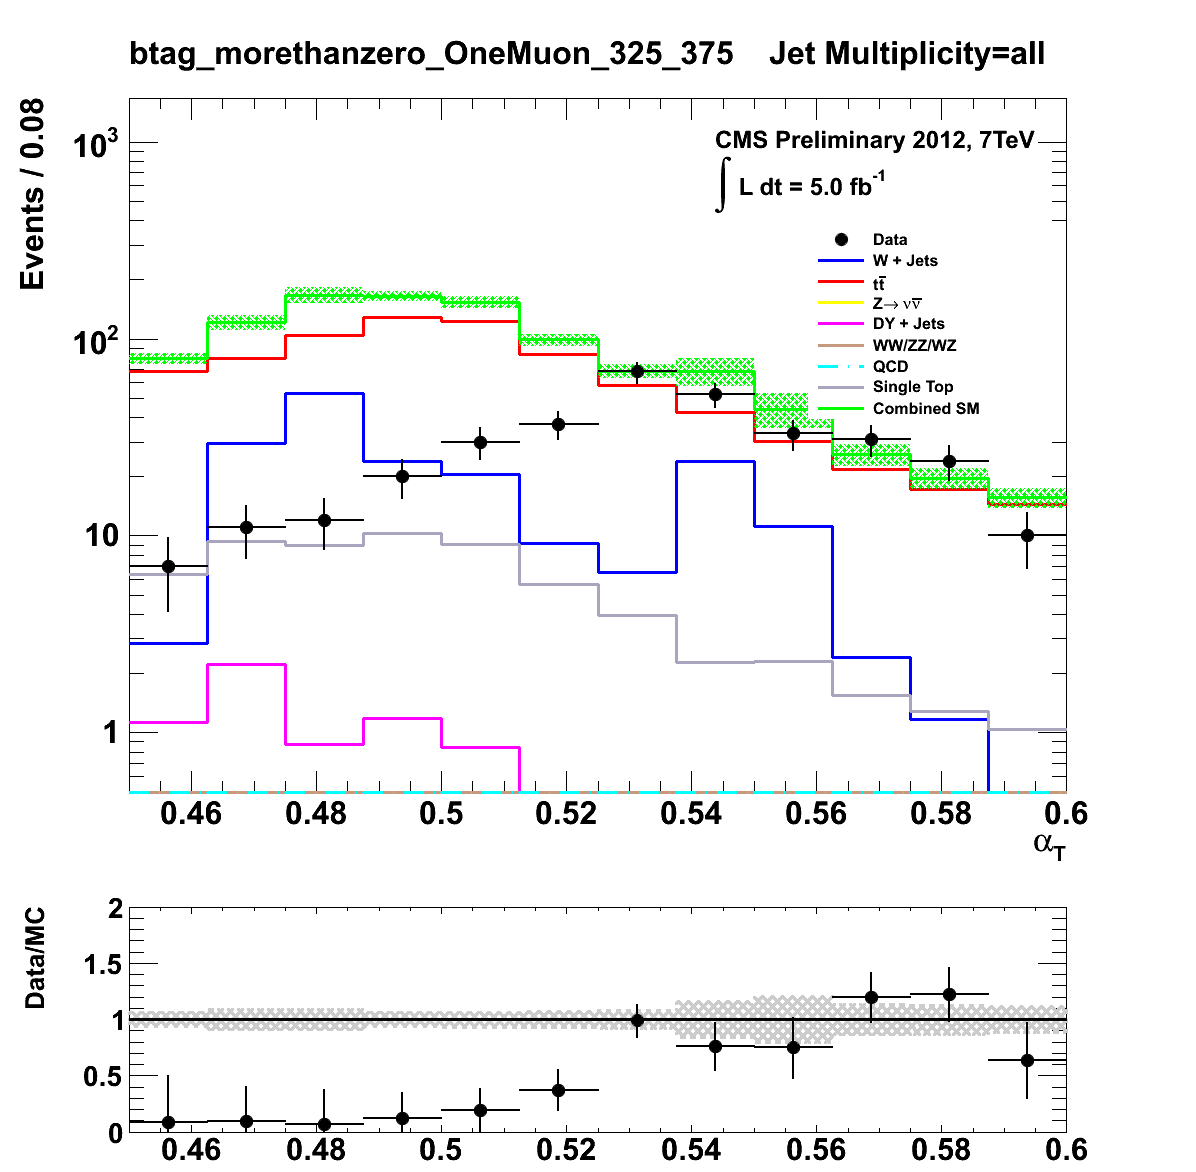 btag_morethanzero_OneMuon_325_375 Jet Multiplicity=all
Events / 0.08
10³
10²
10
1
CMS Preliminary 2012, 7TeV
∫ L dt = 5.0 fb⁻¹
Data
W + Jets
tt̅
Z→ νν̅
DY + Jets
WW/ZZ/WZ
QCD
Single Top
Combined SM
0.46 0.48 0.5 0.52 0.54 0.56 0.58 0.6
α_T
Data/MC
2
1.5
1
0.5
0
0.46 0.48 0.5 0.52 0.54 0.56 0.58 0.6